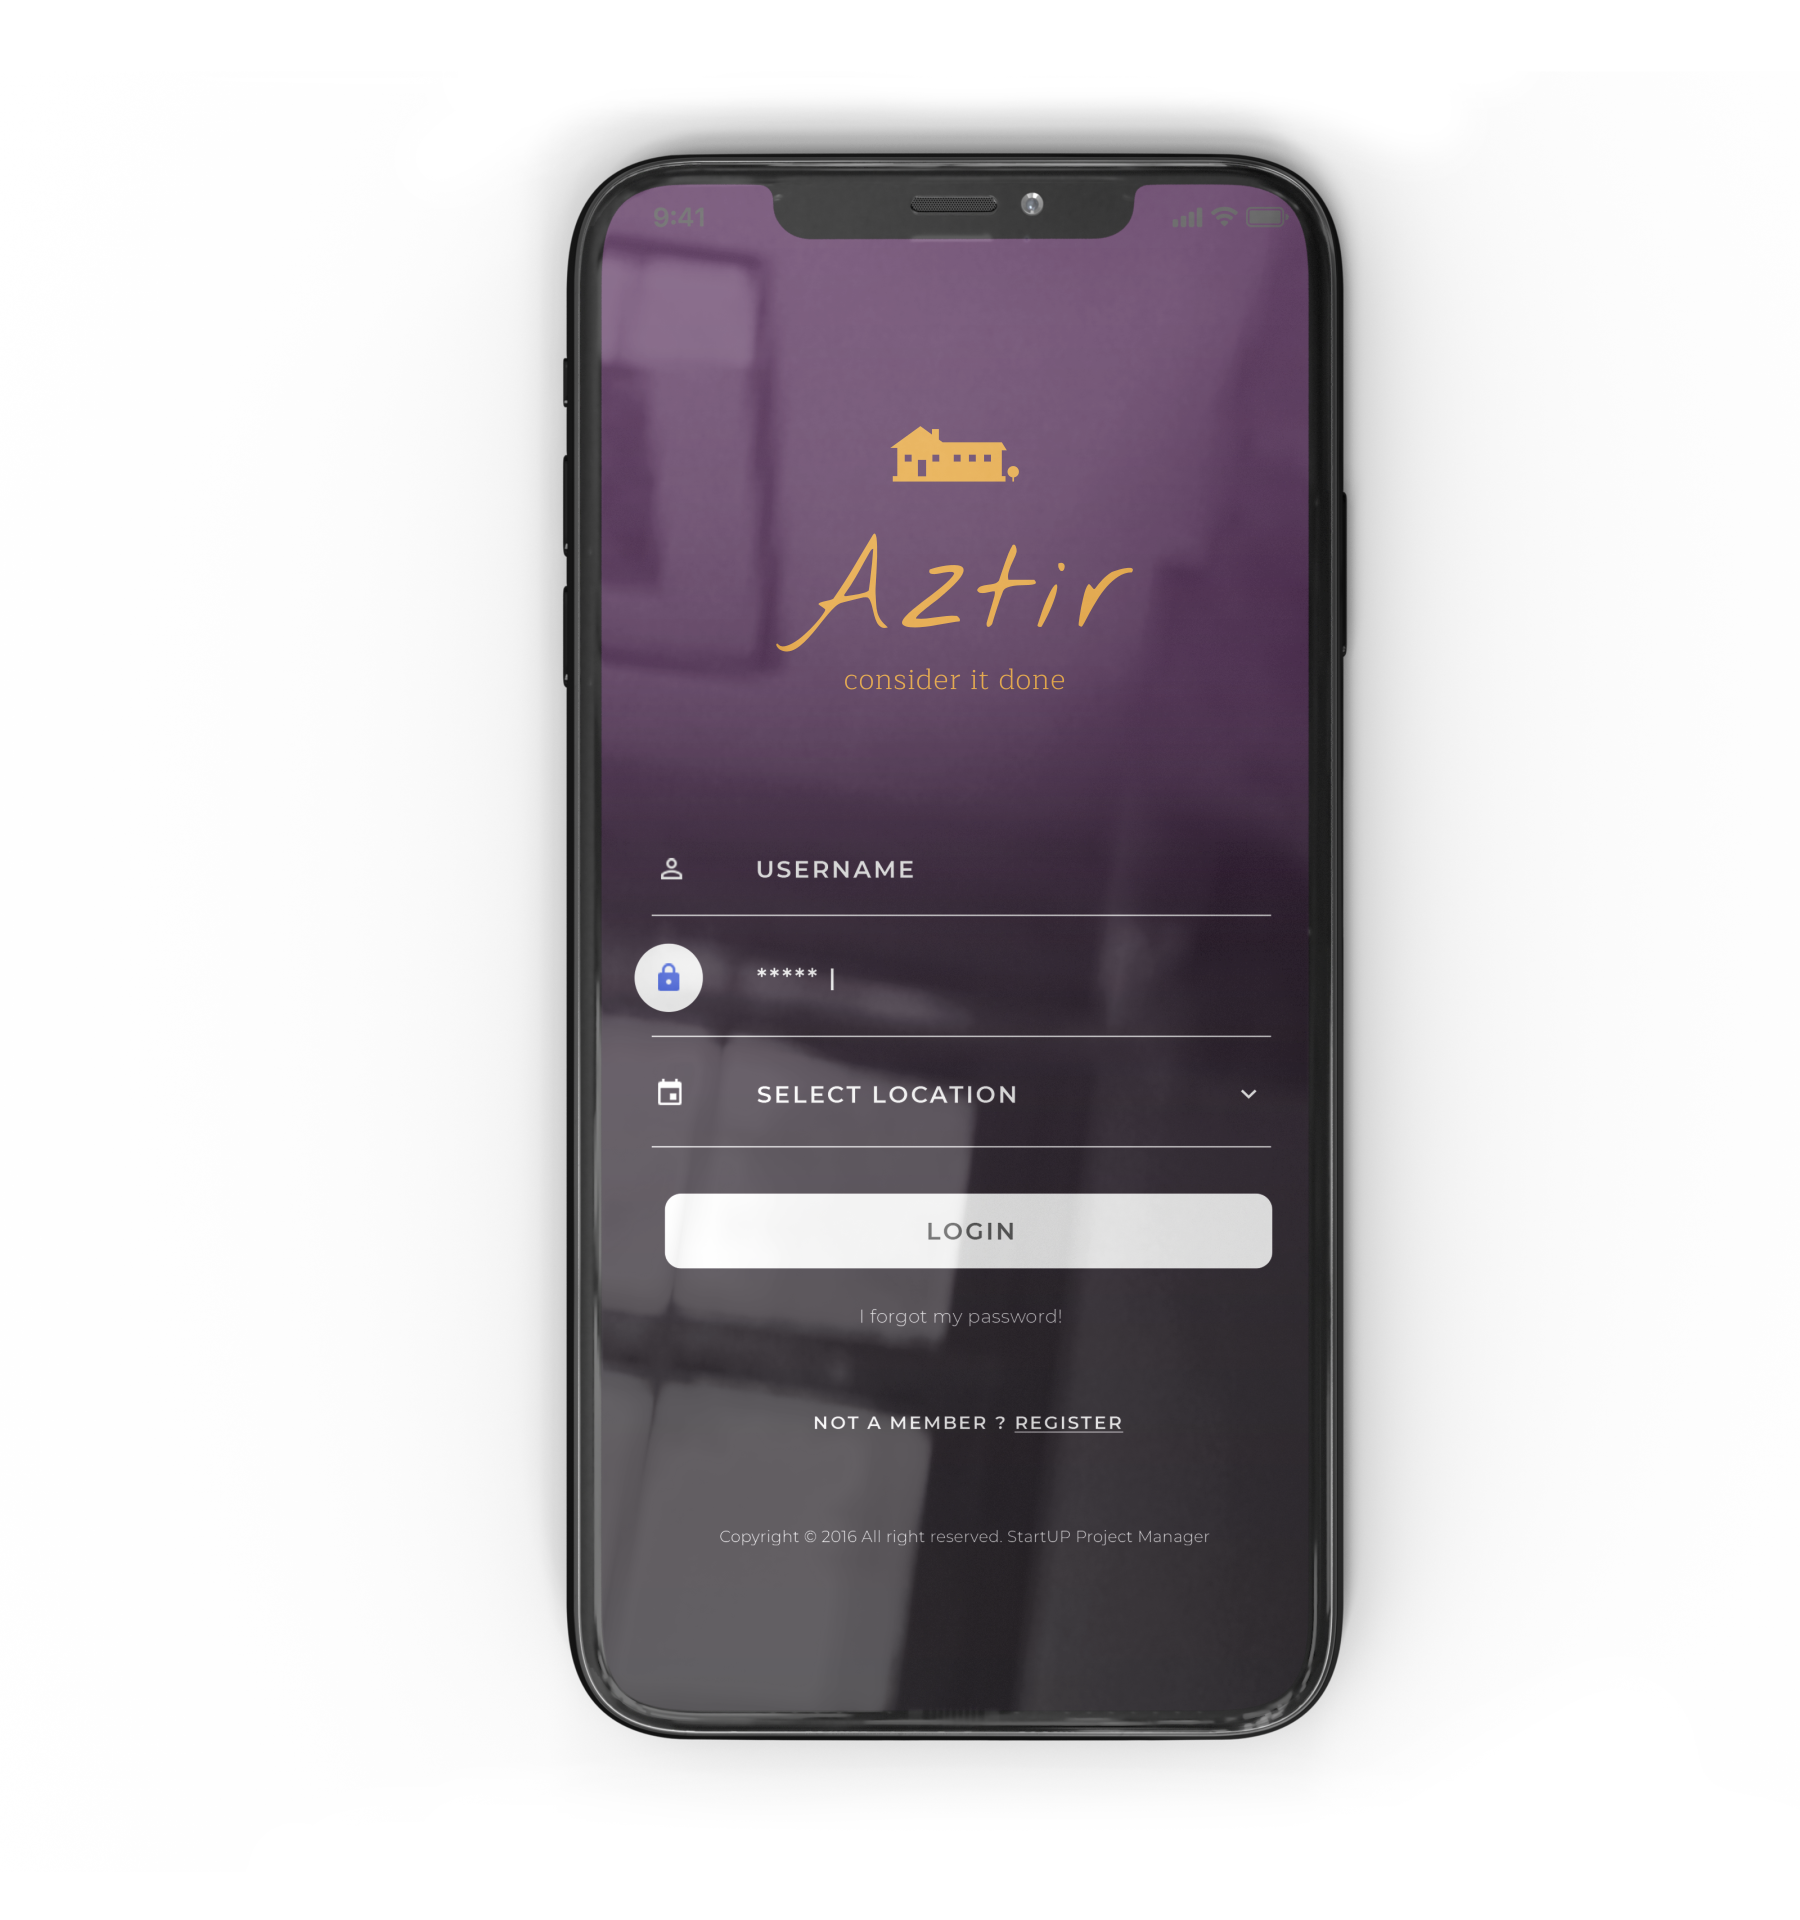 9:41
Aztir
consider it done
USERNAME
***** |
SELECT LOCATION
LOGIN
I forgot my password!
NOT A MEMBER ? REGISTER
Copyright © 2016 All right reserved. StartUP Project Manager